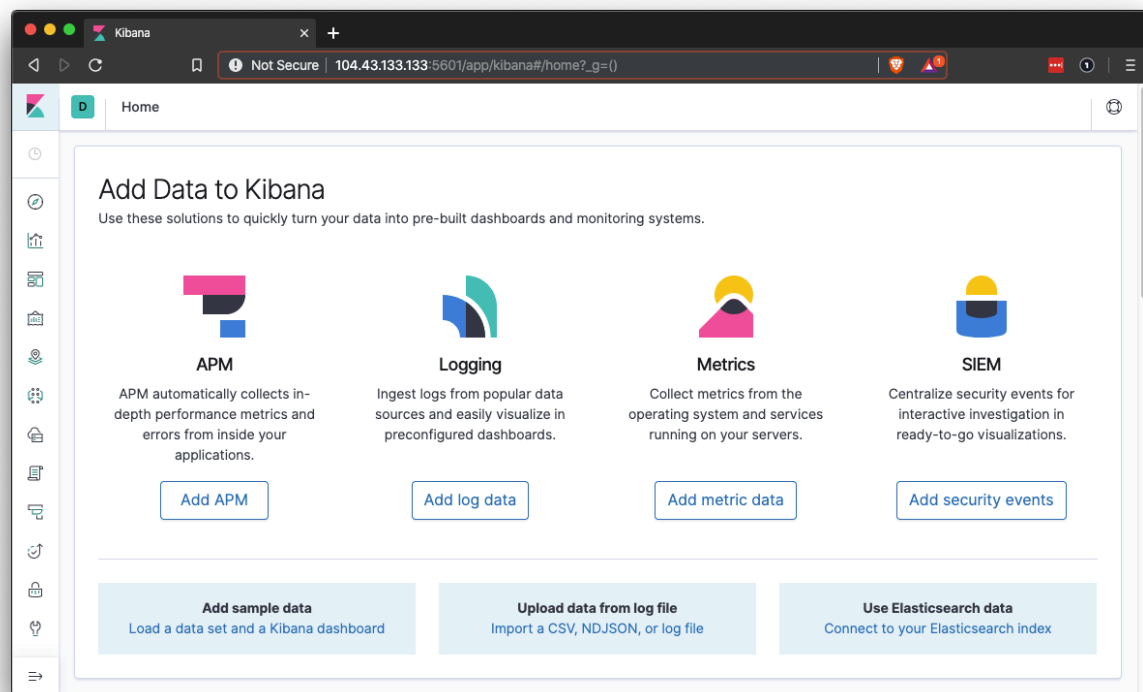 Kibana
Not Secure 104.43.133.133:5601/app/kibana#/home?_g=()
1
1
D
Home
Add Data to Kibana
Use these solutions to quickly turn your data into pre-built dashboards and monitoring systems.
APM
APM automatically collects in-
depth performance metrics and
errors from inside your
applications.
Add APM
Logging
Ingest logs from popular data
sources and easily visualize in
preconfigured dashboards.
Add log data
Metrics
Collect metrics from the
operating system and services
running on your servers.
Add metric data
SIEM
Centralize security events for
interactive investigation in
ready-to-go visualizations.
Add security events
Add sample data
Load a data set and a Kibana dashboard
Upload data from log file
Import a CSV, NDJSON, or log file
Use Elasticsearch data
Connect to your Elasticsearch index